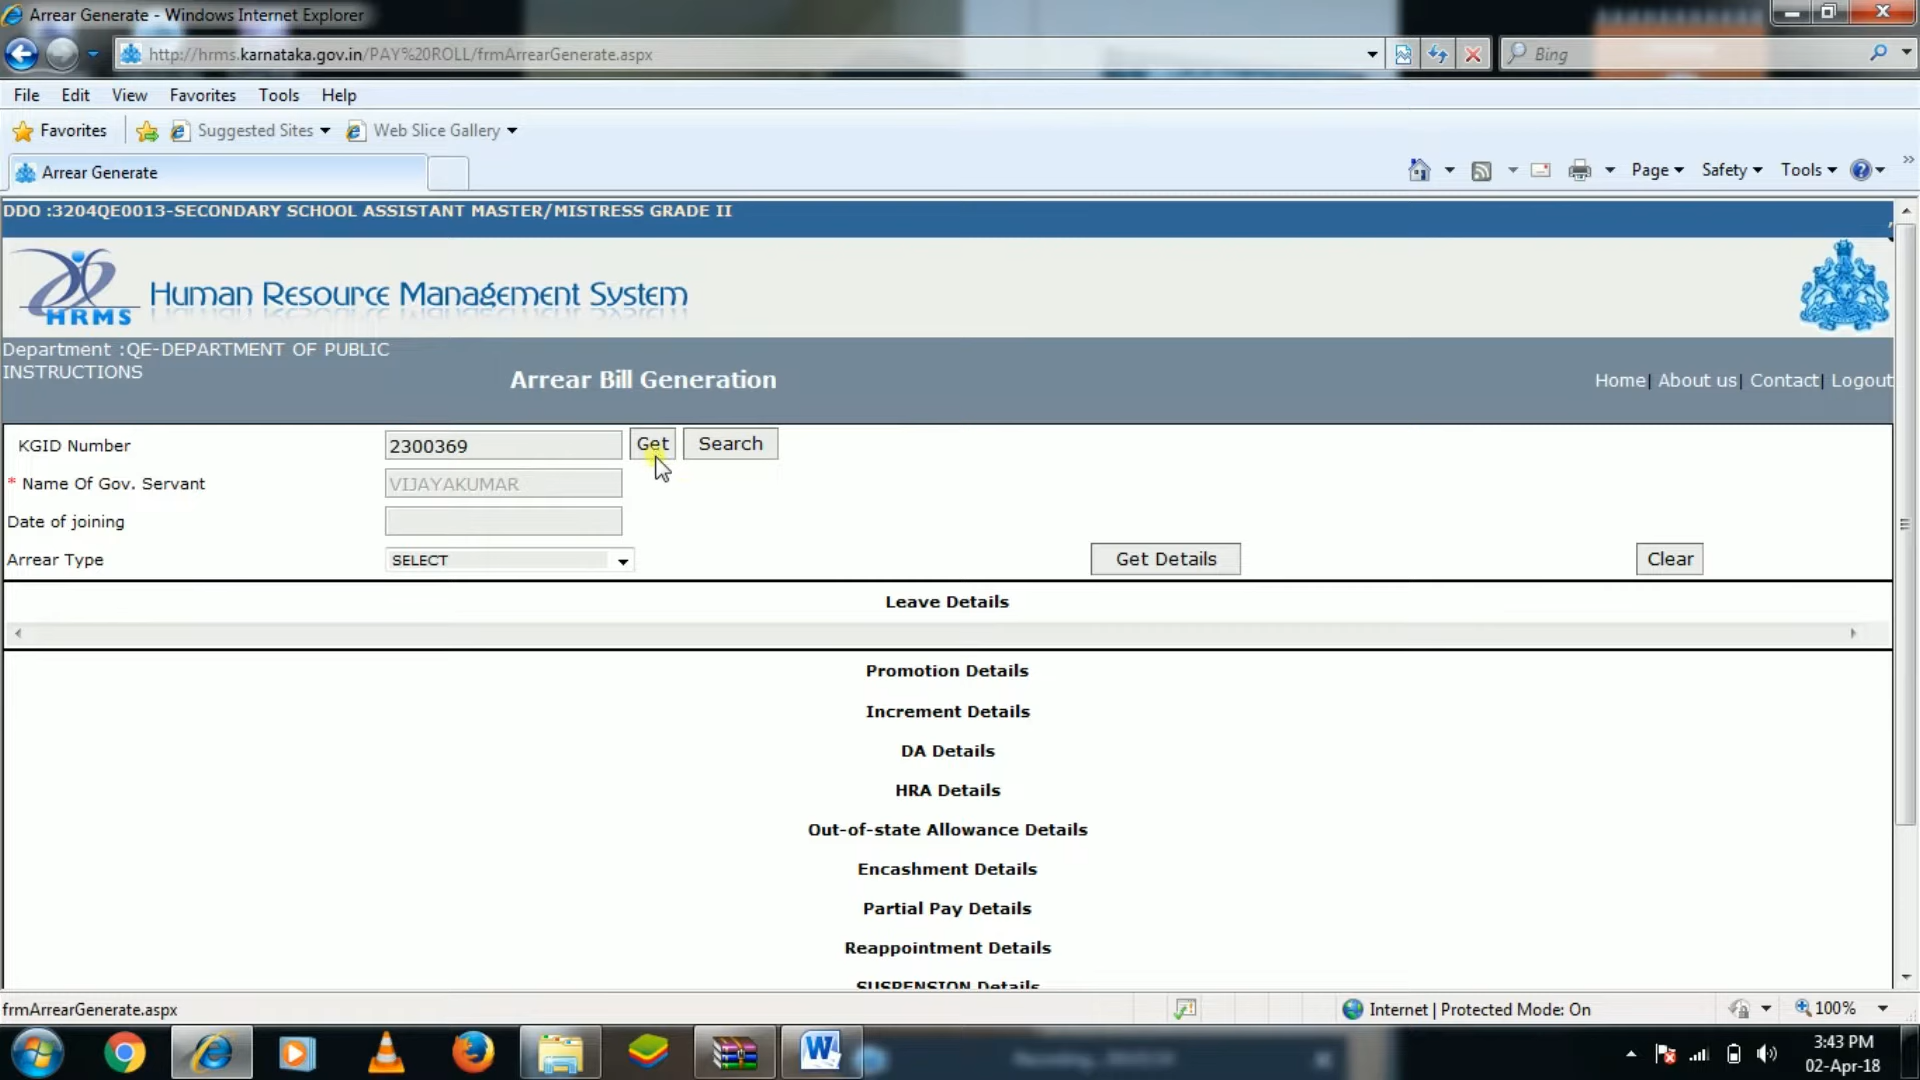 Arrear Generate - Windows Internet Explorer
http://hrms.karnataka.gov.in/PAY%20ROLL/frmArrearGenerate.aspx
Bing
File Edit View Favorites Tools Help
Favorites Suggested Sites Web Slice Gallery
Arrear Generate
Page Safety Tools
DDO :3204QE0013-SECONDARY SCHOOL ASSISTANT MASTER/MISTRESS GRADE II
HRMS
Human Resource Management System
Department :QE-DEPARTMENT OF PUBLIC
INSTRUCTIONS
Arrear Bill Generation
Home| About us| Contact| Logout
KGID Number 2300369 Get Search
* Name Of Gov. Servant VIJAYAKUMAR
Date of joining
Arrear Type SELECT Get Details Clear
Leave Details
Promotion Details
Increment Details
DA Details
HRA Details
Out-of-state Allowance Details
Encashment Details
Partial Pay Details
Reappointment Details
SUSPENSION Details
frmArrearGenerate.aspx
Internet | Protected Mode: On
100%
3:43 PM
02-Apr-18